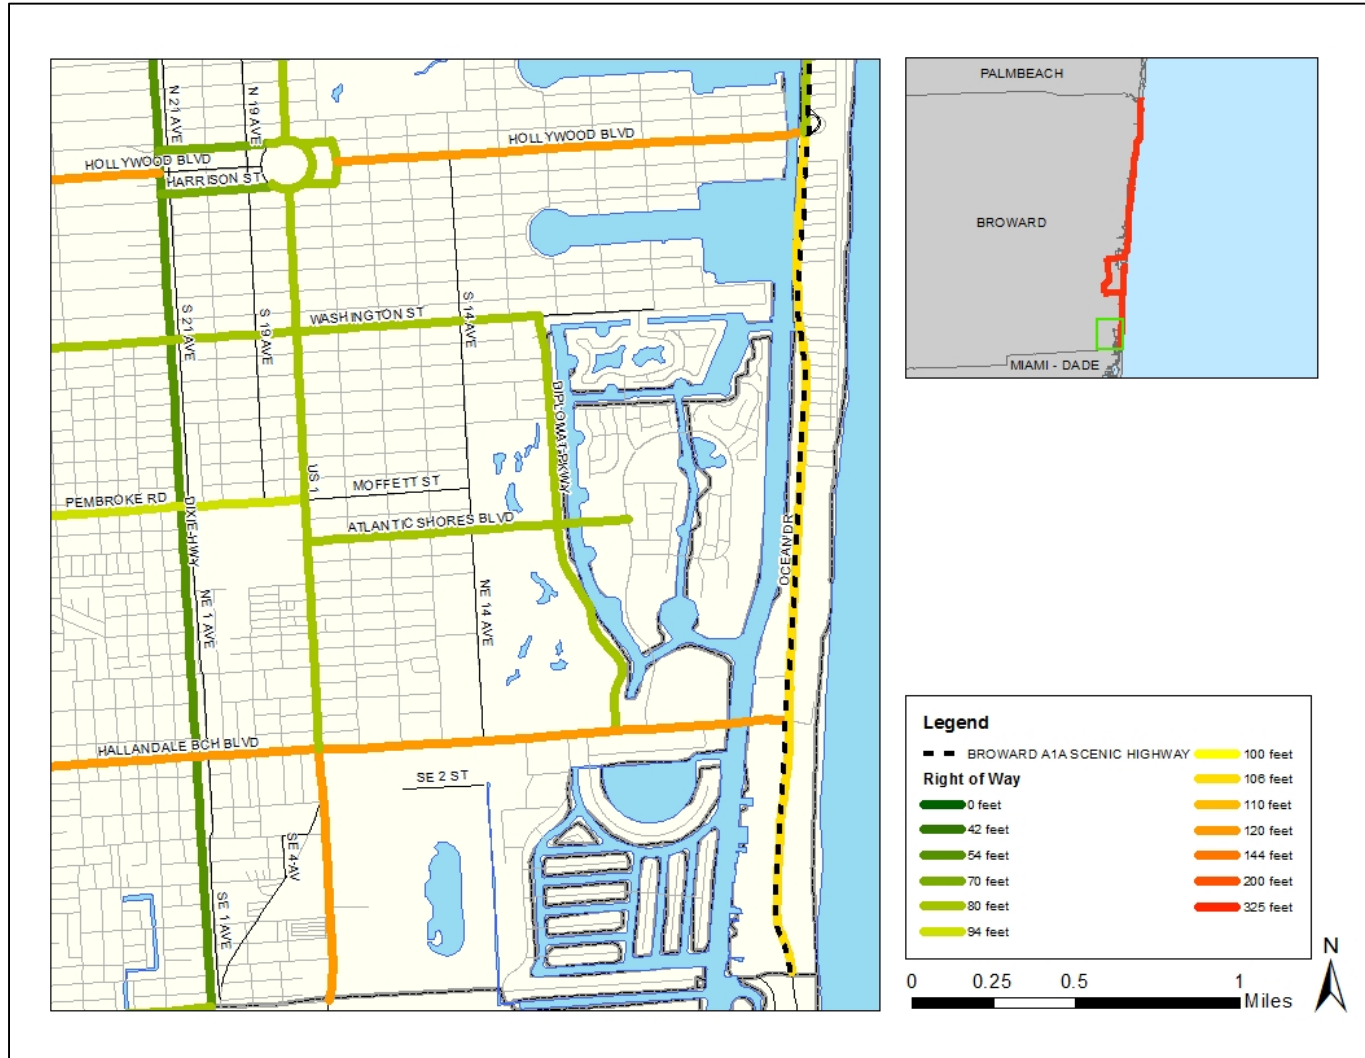 N 21 AVE
N 19 AVE
HOLLYWOOD BLVD
HOLLYWOOD BLVD
HARRISON ST
WASHINGTON ST
S 21 AVE
S 19 AVE
S 14 AVE
DIPLOMAT PKWY
US 1
MOFFETT ST
PEMBROKE RD
DIXIE HWY
ATLANTIC SHORES BLVD
OCEAN DR
NE 1 AVE
NE 14 AVE
HALLANDALE BCH BLVD
SE 2 ST
SE 4 AV
SE 1 AVE
PALMBEACH
BROWARD
MIAMI - DADE
Legend
BROWARD A1A SCENIC HIGHWAY
Right of Way
0 feet
42 feet
54 feet
70 feet
80 feet
94 feet
100 feet
106 feet
110 feet
120 feet
144 feet
200 feet
325 feet
N
0 0.25 0.5 1
Miles